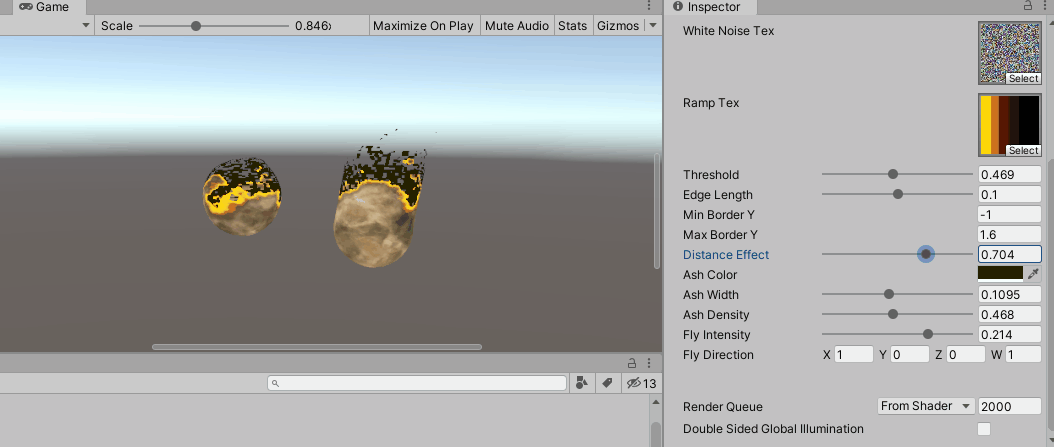 Game
Inspector
Scale 0.846x Maximize On Play Mute Audio Stats Gizmos
White Noise Tex
Select
Ramp Tex
Select
Threshold 0.469
Edge Length 0.1
Min Border Y -1
Max Border Y 1.6
Distance Effect 0.704
Ash Color
Ash Width 0.1095
Ash Density 0.468
Fly Intensity 0.214
Fly Direction X 1 Y 0 Z 0 W 1
13
Render Queue From Shader 2000
Double Sided Global Illumination